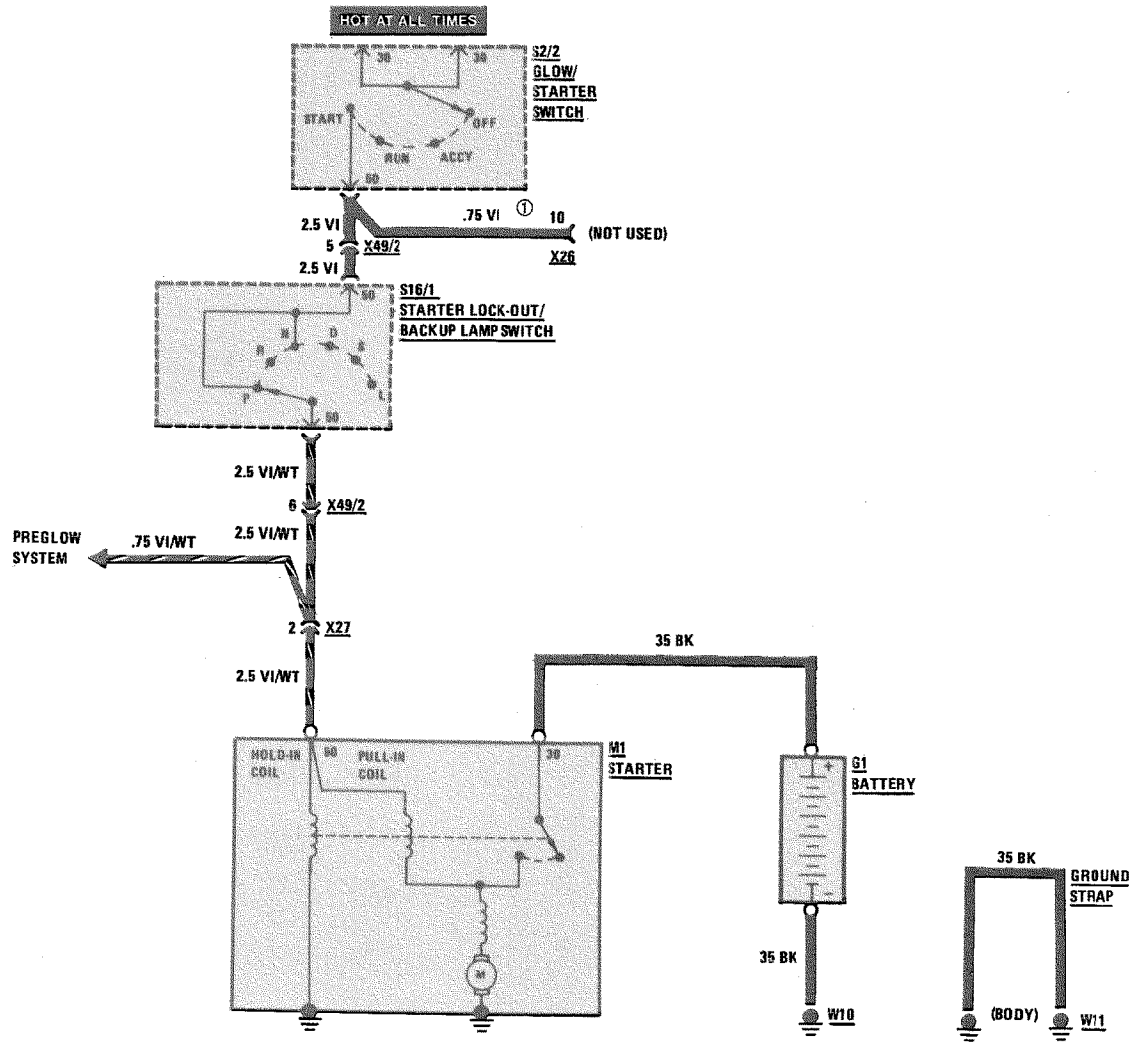 HOT AT ALL TIMES
30
30
S2/2
GLOW/
STARTER
SWITCH
START
OFF
RUN
ACCY
50
2.5 VI
.75 VI
①
10
(NOT USED)
5
X49/2
X26
2.5 VI
50
S16/1
STARTER LOCK-OUT/
BACKUP LAMP SWITCH
N
D
R
S
P
L
50
2.5 VI/WT
6
X49/2
2.5 VI/WT
PREGLOW
SYSTEM
.75 VI/WT
2
X27
2.5 VI/WT
35 BK
HOLD-IN
COIL
50
PULL-IN
COIL
30
M1
STARTER
+
G1
BATTERY
-
35 BK
GROUND
STRAP
M
35 BK
W10
(BODY)
W11